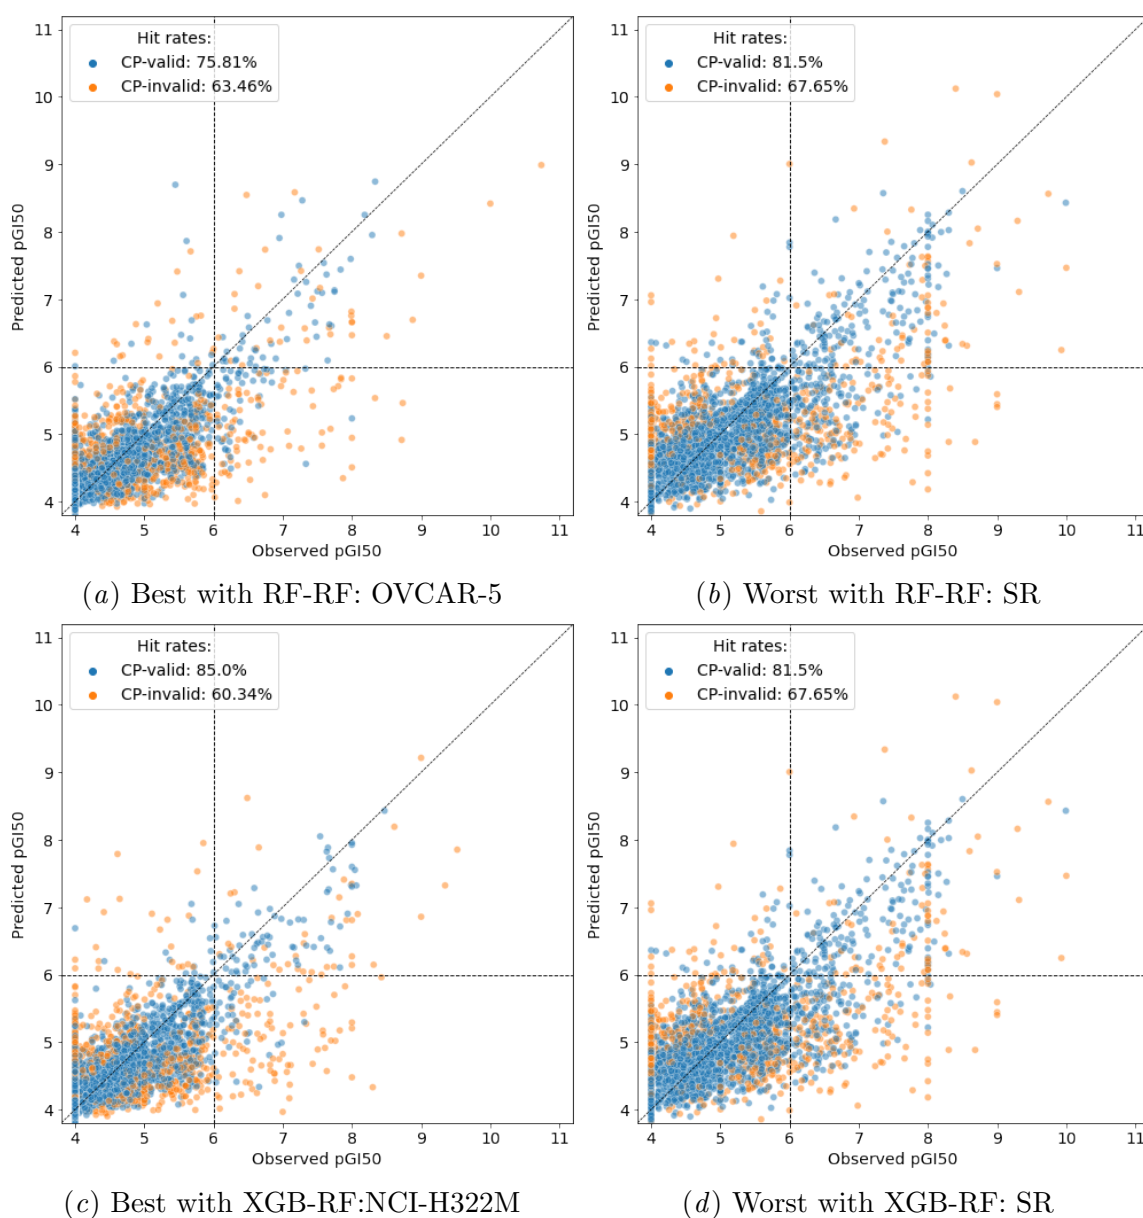 Hit rates:
CP-valid: 75.81%
CP-invalid: 63.46%
11
10
9
8
7
6
5
4
Predicted pGI50
4 5 6 7 8 9 10 11
Observed pGI50
(a) Best with RF-RF: OVCAR-5
Hit rates:
CP-valid: 81.5%
CP-invalid: 67.65%
11
10
9
8
7
6
5
4
Predicted pGI50
4 5 6 7 8 9 10 11
Observed pGI50
(b) Worst with RF-RF: SR
Hit rates:
CP-valid: 85.0%
CP-invalid: 60.34%
11
10
9
8
7
6
5
4
Predicted pGI50
4 5 6 7 8 9 10 11
Observed pGI50
(c) Best with XGB-RF:NCI-H322M
Hit rates:
CP-valid: 81.5%
CP-invalid: 67.65%
11
10
9
8
7
6
5
4
Predicted pGI50
4 5 6 7 8 9 10 11
Observed pGI50
(d) Worst with XGB-RF: SR